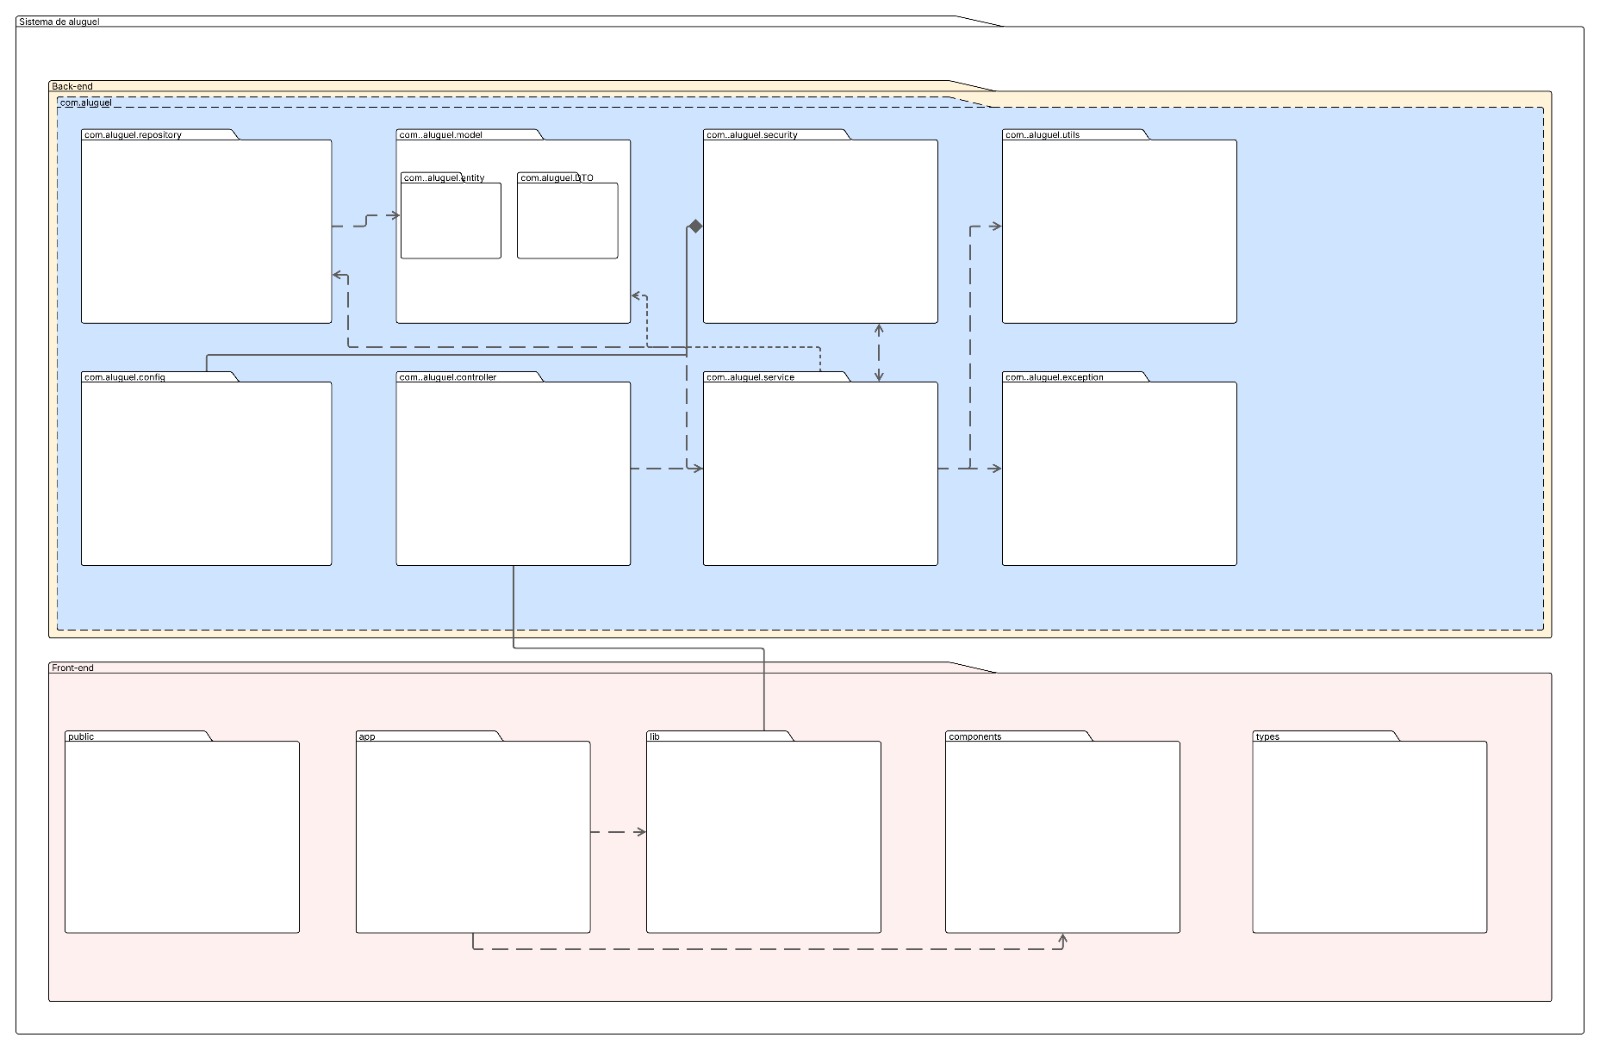 Sistema de aluguel
Back-end
com.aluguel
com.aluguel.repository
com..aluguel.model
com..aluguel.security
com..aluguel.utils
com..aluguel.entity
com.aluguel.DTO
com.aluguel.config
com..aluguel.controller
com..aluguel.service
com..aluguel.exception
Front-end
public
app
lib
components
types